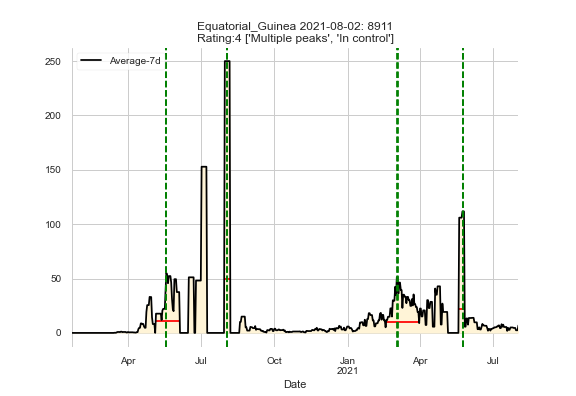 Equatorial_Guinea 2021-08-02: 8911
Rating:4 ['Multiple peaks', 'In control']
Average-7d
250
200
150
100
50
0
Apr Jul Oct Jan Apr Jul
2021
Date